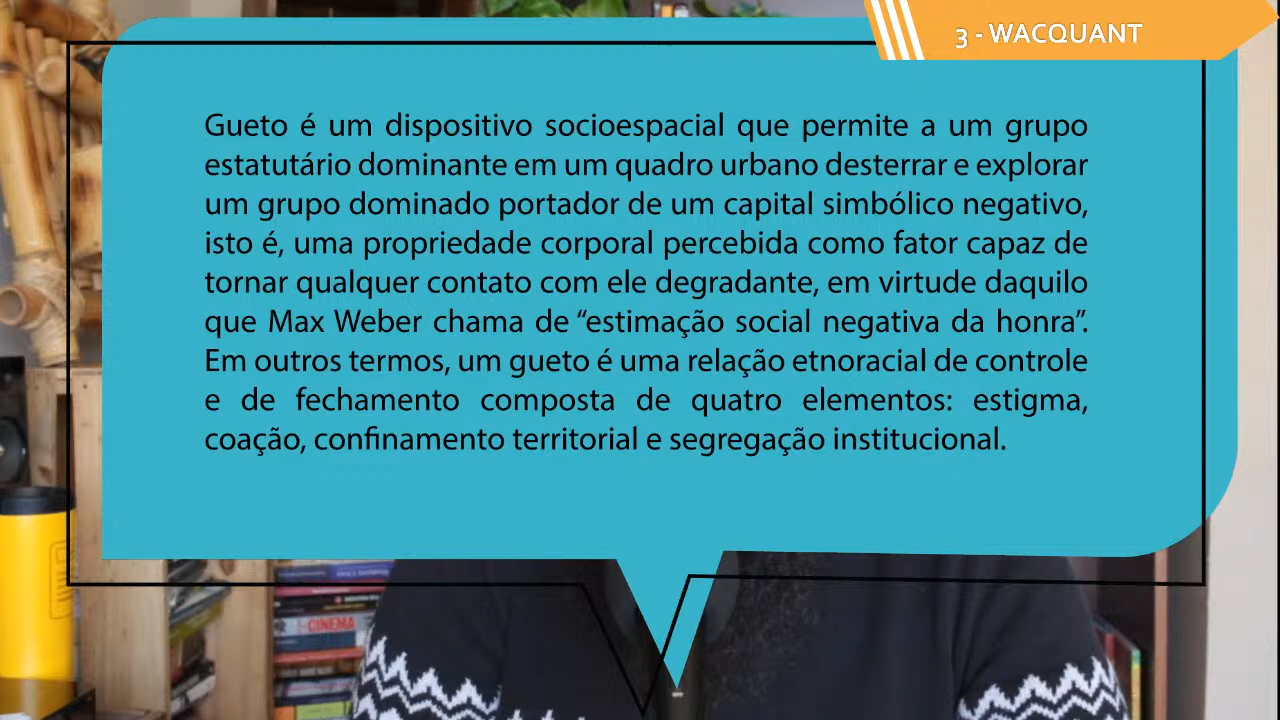 3 - WACQUANT
Gueto é um dispositivo socioespacial que permite a um grupo
estatutário dominante em um quadro urbano desterrar e explorar
um grupo dominado portador de um capital simbólico negativo,
isto é, uma propriedade corporal percebida como fator capaz de
tornar qualquer contato com ele degradante, em virtude daquilo
que Max Weber chama de “estimação social negativa da honra”.
Em outros termos, um gueto é uma relação etnoracial de controle
e de fechamento composta de quatro elementos: estigma,
coação, confinamento territorial e segregação institucional.
CINEMA